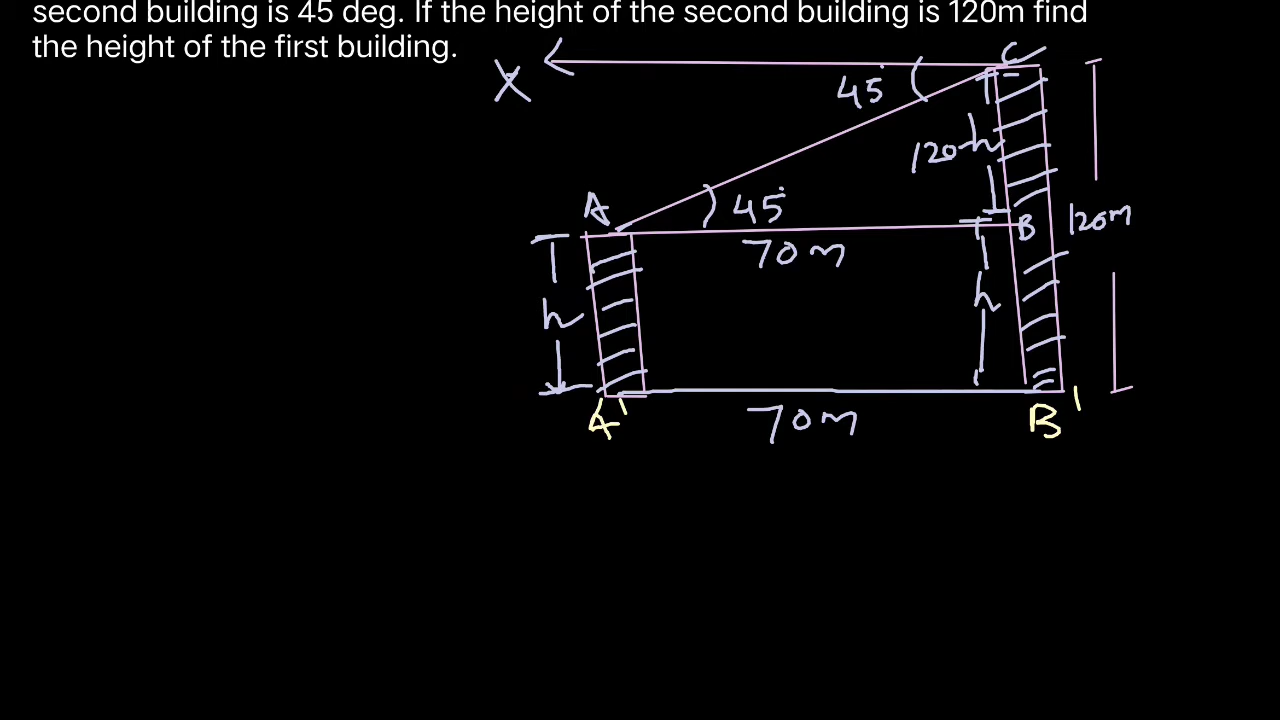 second building is 45 deg. If the height of the second building is 120m find
the height of the first building.
C
X
45°
120-h
A
45°
B
120m
70m
h
h
A'
70m
B'